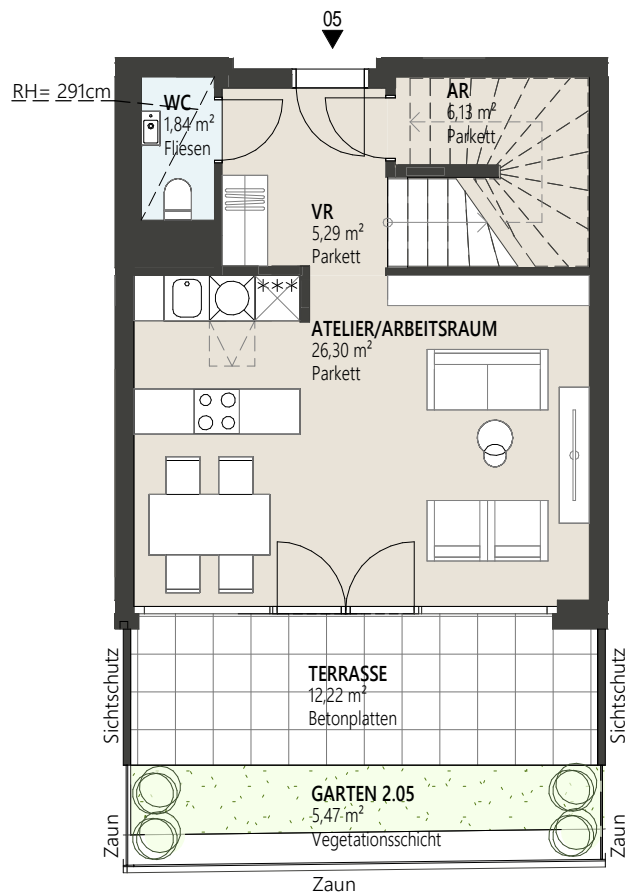 05
RH= 291cm
WC
1,84 m²
Fliesen
AR
6,13 m²
Parkett
VR
5,29 m²
Parkett
***
ATELIER/ARBEITSRAUM
26,30 m²
Parkett
Sichtschutz
TERRASSE
12,22 m²
Betonplatten
Sichtschutz
Zaun
GARTEN 2.05
5,47 m²
Vegetationsschicht
Zaun
Zaun